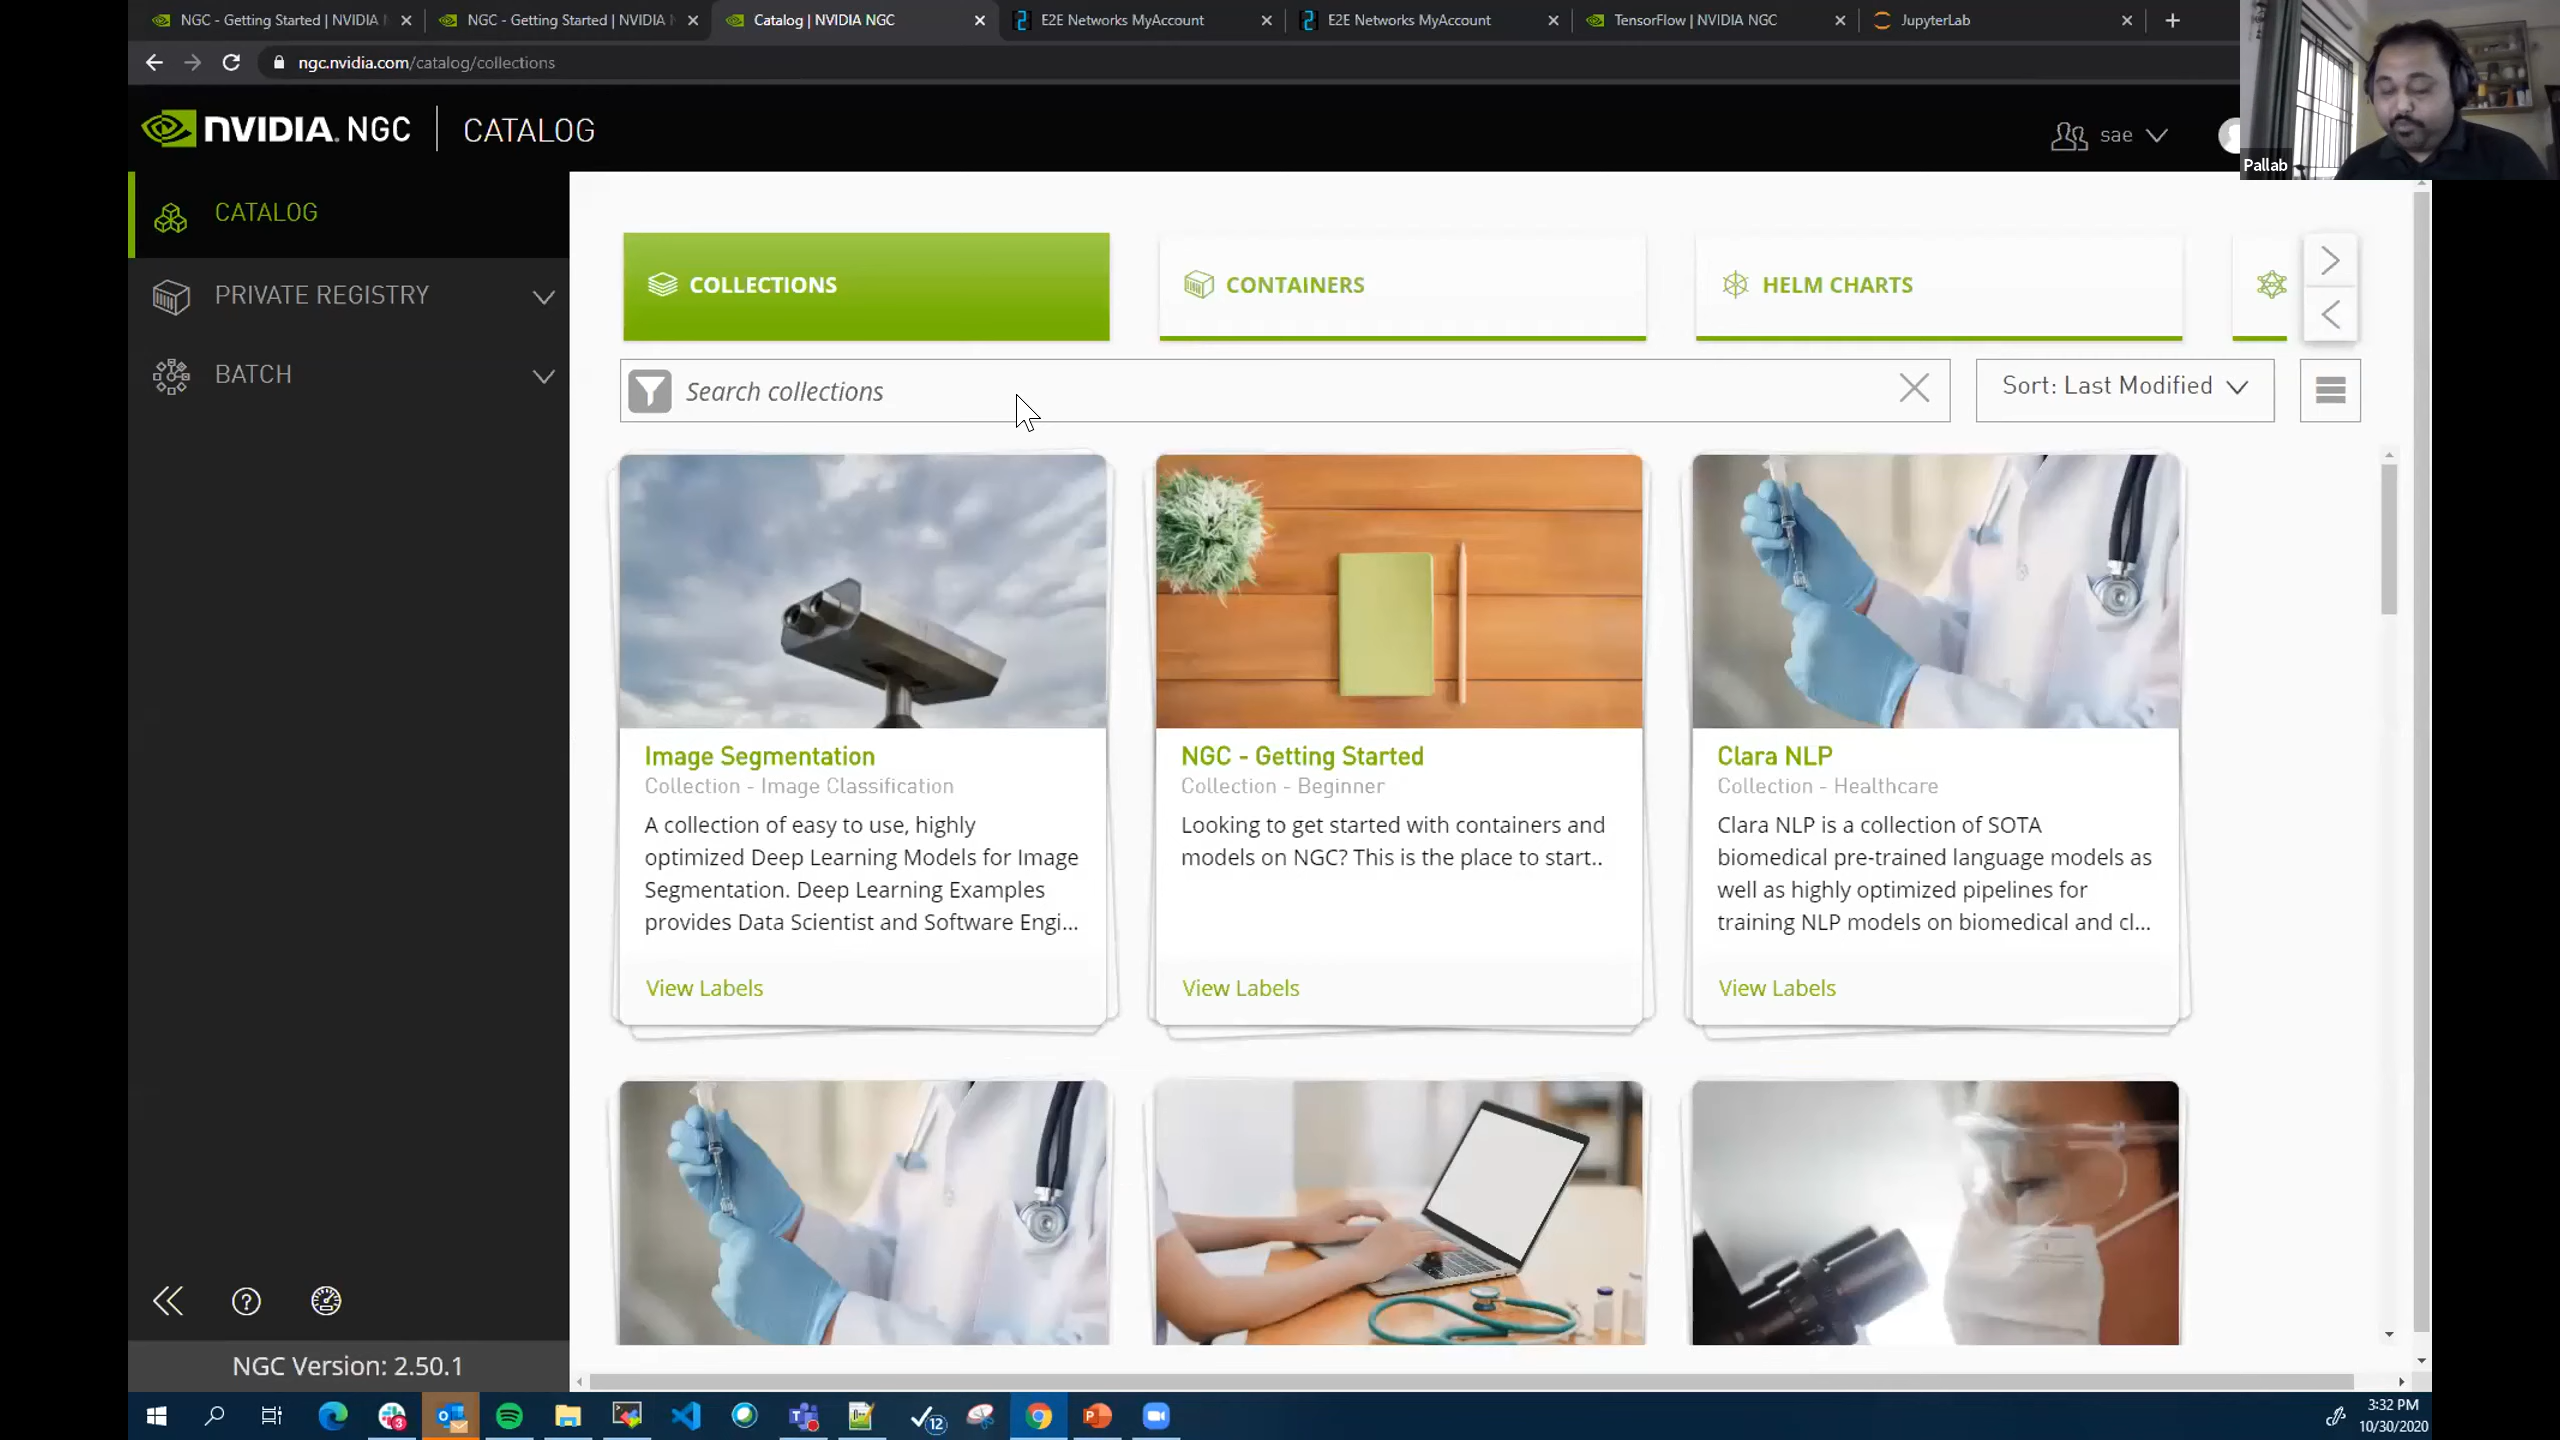 NGC - Getting Started | NVIDIA
NGC - Getting Started | NVIDIA
Catalog | NVIDIA NGC
E2E Networks MyAccount
E2E Networks MyAccount
TensorFlow | NVIDIA NGC
JupyterLab
ngc.nvidia.com/catalog/collections
NVIDIA. NGC
CATALOG
sae
Pallab
CATALOG
PRIVATE REGISTRY
BATCH
COLLECTIONS
CONTAINERS
HELM CHARTS
Search collections
Sort: Last Modified
Image Segmentation
Collection - Image Classification
A collection of easy to use, highly
optimized Deep Learning Models for Image
Segmentation. Deep Learning Examples
provides Data Scientist and Software Engi...
View Labels
NGC - Getting Started
Collection - Beginner
Looking to get started with containers and
models on NGC? This is the place to start..
View Labels
Clara NLP
Collection - Healthcare
Clara NLP is a collection of SOTA
biomedical pre-trained language models as
well as highly optimized pipelines for
training NLP models on biomedical and cl...
View Labels
NGC Version: 2.50.1
3
12
3:32 PM
10/30/2020